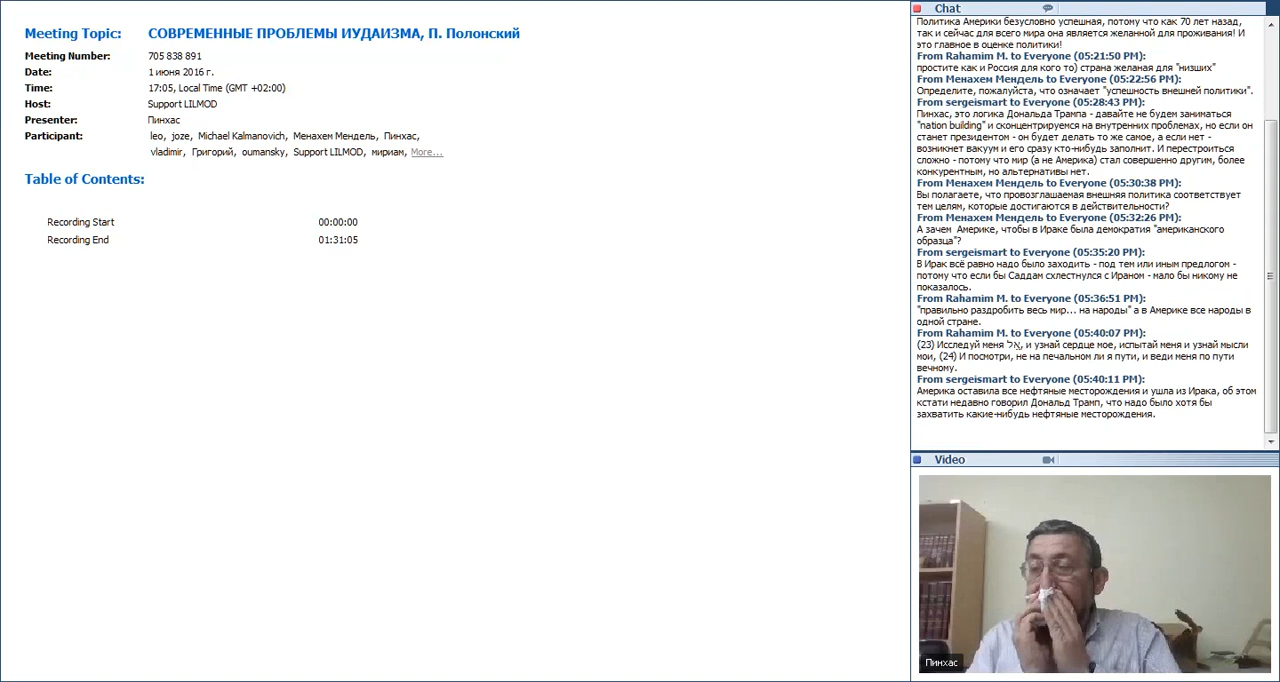 Meeting Topic: СОВРЕМЕННЫЕ ПРОБЛЕМЫ ИУДАИЗМА, П. Полонский
Meeting Number: 705 838 891
Date: 1 июня 2016 г.
Time: 17:05, Local Time (GMT +02:00)
Host: Support LILMOD
Presenter: Пинхас
Participant: leo, joze, Michael Kalmanovich, Менахем Мендель, Пинхас,
vladimir, Григорий, oumansky, Support LILMOD, мириам, More...
Table of Contents:
Recording Start 00:00:00
Recording End 01:31:05
Chat
Политика Америки безусловно успешная, потому что как 70 лет назад,
так и сейчас для всего мира она является желанной для проживания! И
это главное в оценке политики!
From Rahamim M. to Everyone (05:21:50 PM):
простите как и Россия для кого то) страна желаная для "низших"
From Менахем Мендель to Everyone (05:22:56 PM):
Определите, пожалуйста, что означает "успешность внешней политики".
From sergeismart to Everyone (05:28:43 PM):
Пинхас, это логика Дональда Трампа - давайте не будем заниматься
"nation building" и сконцентрируемся на внутренних проблемах, но если он
станет президентом - он будет делать то же самое, а если нет -
возникнет вакуум и его сразу кто-нибудь заполнит. И перестроиться
сложно - потому что мир (а не Америка) стал совершенно другим, более
конкурентным, но альтернативы нет.
From Менахем Мендель to Everyone (05:30:38 PM):
Вы полагаете, что провозглашаемая внешняя политика соответствует
тем целям, которые достигаются в действительности?
From Менахем Мендель to Everyone (05:32:26 PM):
А зачем Америке, чтобы в Ираке была демократия "американского
образца"?
From sergeismart to Everyone (05:35:20 PM):
В Ирак всё равно надо было заходить - под тем или иным предлогом -
потому что если бы Саддам схлестнулся с Ираном - мало бы никому не
показалось.
From Rahamim M. to Everyone (05:36:51 PM):
"правильно раздробить весь мир... на народы" а в Америке все народы в
одной стране.
From Rahamim M. to Everyone (05:40:07 PM):
(23) Исследуй меня אֵל, и узнай сердце мое, испытай меня и узнай мысли
мои, (24) И посмотри, не на печальном ли я пути, и веди меня по пути
вечному.
From sergeismart to Everyone (05:40:11 PM):
Америка оставила все нефтяные месторождения и ушла из Ирака, об этом
кстати недавно говорил Дональд Трамп, что надо было хотя бы
захватить какие-нибудь нефтяные месторождения.
Video
Пинхас